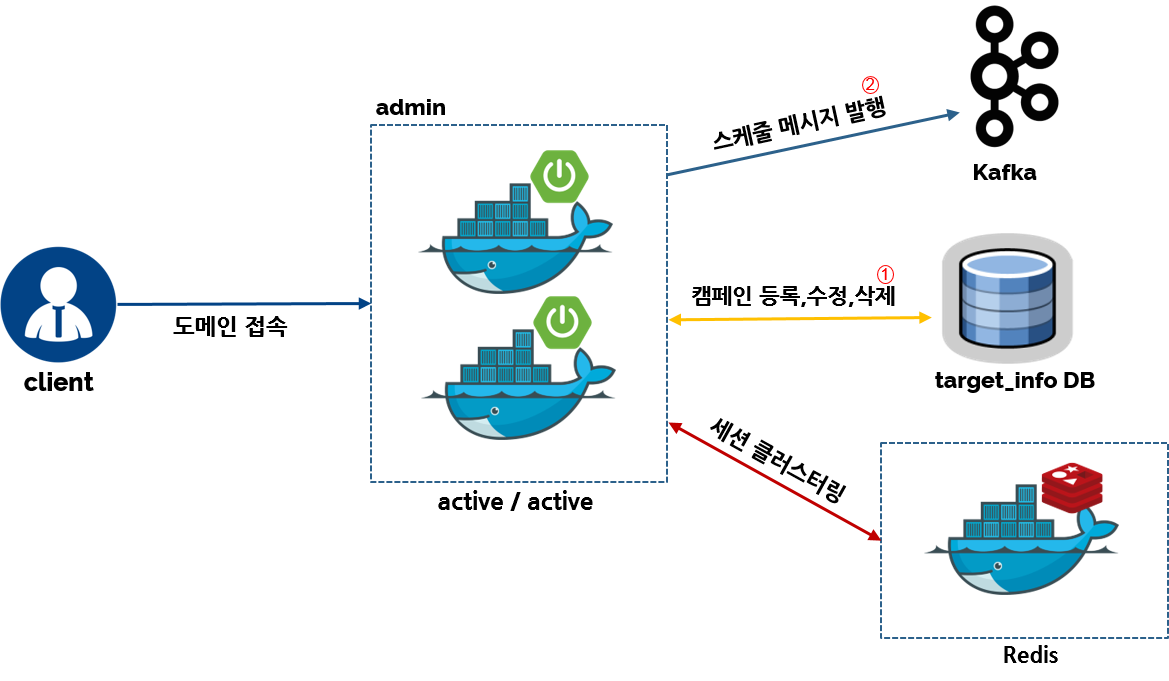 admin
②
스케줄 메시지 발행
Kafka
①
캠페인 등록,수정,삭제
도메인 접속
client
target_info DB
세션 클러스터링
active / active
Redis